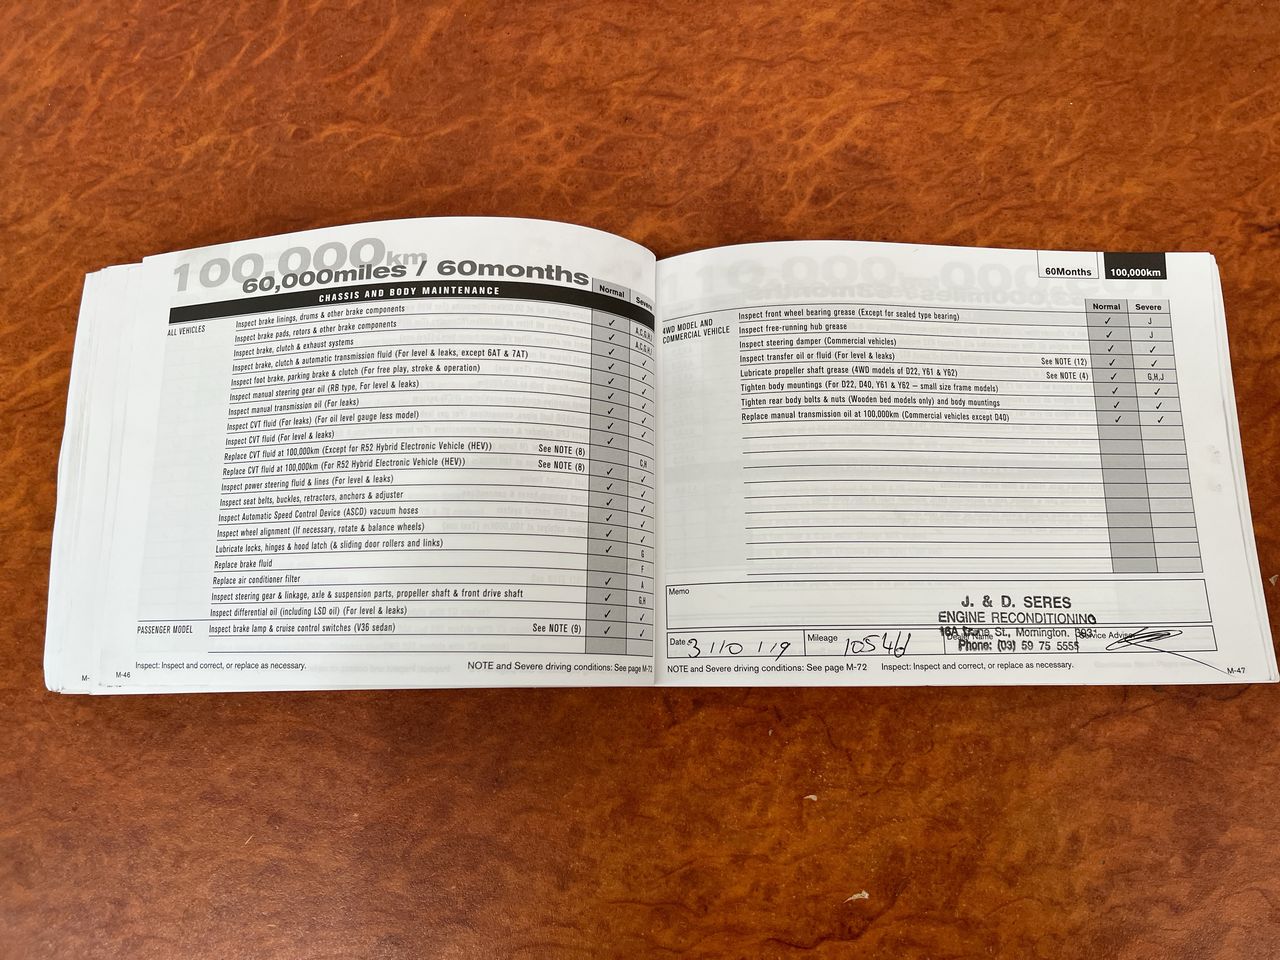 100,000km
60,000miles / 60months
CHASSIS AND BODY MAINTENANCE
Normal
Severe
ALL VEHICLES
Inspect brake linings, drums & other brake components
✓ A,C,G,H,I
Inspect brake pads, rotors & other brake components
✓ A,C,G,H,I
Inspect brake, clutch & exhaust systems
✓ ✓
Inspect brake, clutch & automatic transmission fluid (For level & leaks, except 6AT & 7AT)
✓ ✓
Inspect foot brake, parking brake & clutch (For free play, stroke & operation)
✓ ✓
Inspect manual steering gear oil (RB type, For level & leaks)
✓ ✓
Inspect manual transmission oil (For leaks)
✓ ✓
Inspect CVT fluid (For leaks) (For oil level gauge less model)
✓ ✓
Inspect CVT fluid (For level & leaks)
✓ ✓
Replace CVT fluid at 100,000km (Except for R52 Hybrid Electronic Vehicle (HEV)) See NOTE (8)
Replace CVT fluid at 100,000km (For R52 Hybrid Electronic Vehicle (HEV)) See NOTE (8)
C,H
Inspect power steering fluid & lines (For level & leaks)
✓ ✓
Inspect seat belts, buckles, retractors, anchors & adjuster
✓ ✓
Inspect Automatic Speed Control Device (ASCD) vacuum hoses
✓ ✓
Inspect wheel alignment (If necessary, rotate & balance wheels)
✓ ✓
Lubricate locks, hinges & hood latch (& sliding door rollers and links)
✓ G
Replace brake fluid
F
Replace air conditioner filter
✓ A
Inspect steering gear & linkage, axle & suspension parts, propeller shaft & front drive shaft
✓ G,H
Inspect differential oil (including LSD oil) (For level & leaks)
✓ ✓
PASSENGER MODEL
Inspect brake lamp & cruise control switches (V36 sedan) See NOTE (9)
✓ ✓
Inspect: Inspect and correct, or replace as necessary.
NOTE and Severe driving conditions: See page M-72
M-
M-46
60Months
100,000km
Normal
Severe
4WD MODEL AND
COMMERCIAL VEHICLE
Inspect front wheel bearing grease (Except for sealed type bearing)
✓ J
Inspect free-running hub grease
✓ J
Inspect steering damper (Commercial vehicles)
✓ ✓
Inspect transfer oil or fluid (For level & leaks) See NOTE (12)
✓ ✓
Lubricate propeller shaft grease (4WD models of D22, Y61 & Y62) See NOTE (4)
✓ G,H,J
Tighten body mountings (For D22, D40, Y61 & Y62 – small size frame models)
✓ ✓
Tighten rear body bolts & nuts (Wooden bed models only) and body mountings
✓ ✓
Replace manual transmission oil at 100,000km (Commercial vehicles except D40)
✓ ✓
Memo
J. & D. SERES
ENGINE RECONDITIONING
St., Mornington.
Phone: (03) 59 75 5555
Date 3 / 10 / 19
Mileage 105461
NOTE and Severe driving conditions: See page M-72
Inspect: Inspect and correct, or replace as necessary.
M-47